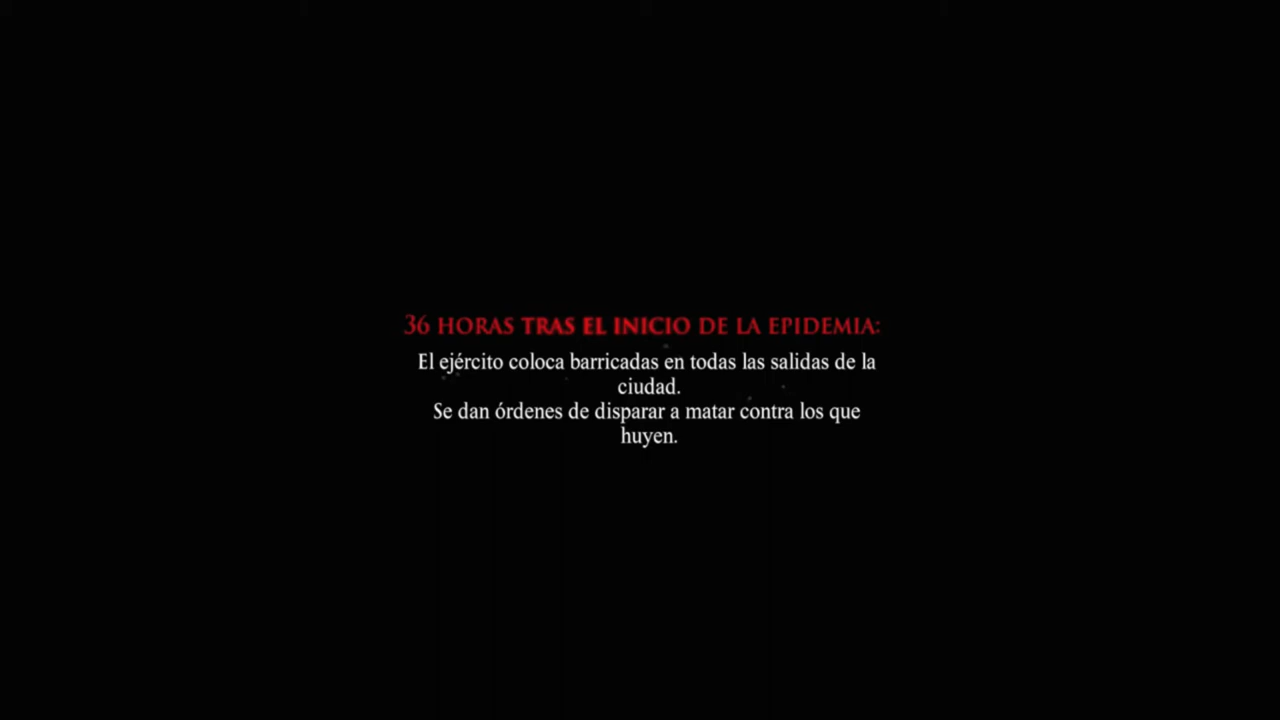 36 HORAS TRAS EL INICIO DE LA EPIDEMIA:
El ejército coloca barricadas en todas las salidas de la
ciudad.
Se dan órdenes de disparar a matar contra los que
huyen.